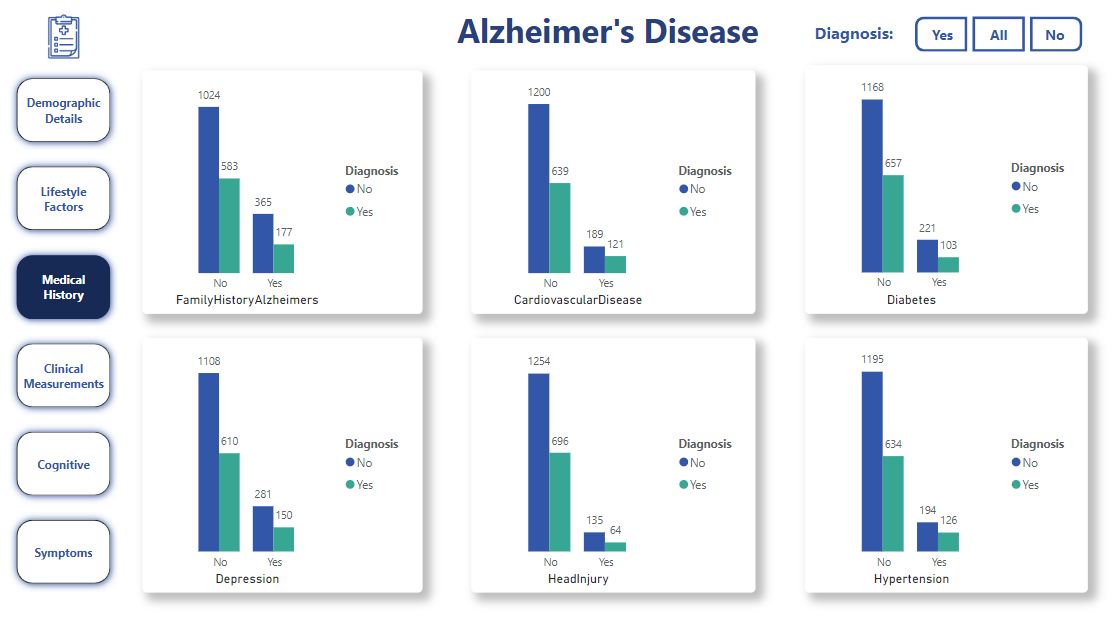 Alzheimer's Disease
Diagnosis:
Yes
All
No
Demographic
Details
Lifestyle
Factors
Medical
History
Clinical
Measurements
Cognitive
Symptoms
1024
583
365
177
No
Yes
FamilyHistoryAlzheimers
Diagnosis
No
Yes
1200
639
189
121
No
Yes
CardiovascularDisease
Diagnosis
No
Yes
1168
657
221
103
No
Yes
Diabetes
Diagnosis
No
Yes
1108
610
281
150
No
Yes
Depression
Diagnosis
No
Yes
1254
696
135
64
No
Yes
HeadInjury
Diagnosis
No
Yes
1195
634
194
126
No
Yes
Hypertension
Diagnosis
No
Yes